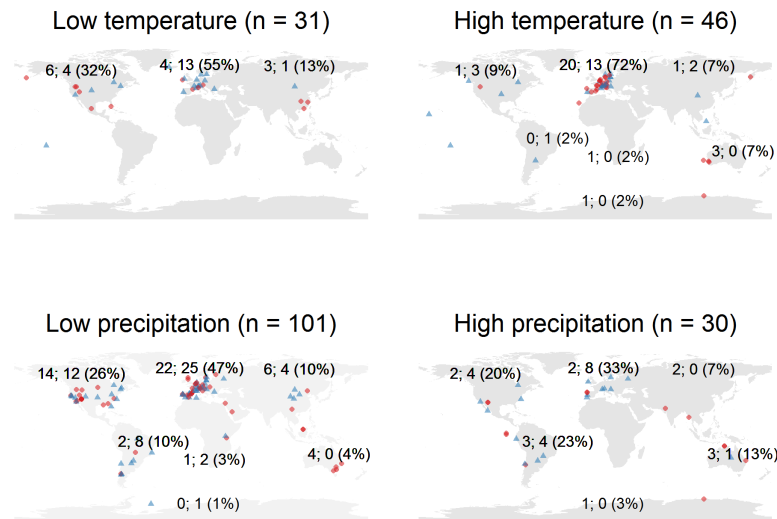 Low temperature (n = 31)
High temperature (n = 46)
6; 4 (32%)
4; 13 (55%)
3; 1 (13%)
1; 3 (9%)
20; 13 (72%)
1; 2 (7%)
0; 1 (2%)
1; 0 (2%)
3; 0 (7%)
1; 0 (2%)
Low precipitation (n = 101)
High precipitation (n = 30)
14; 12 (26%)
22; 25 (47%)
6; 4 (10%)
2; 8 (10%)
1; 2 (3%)
4; 0 (4%)
0; 1 (1%)
2; 4 (20%)
2; 8 (33%)
2; 0 (7%)
3; 4 (23%)
3; 1 (13%)
1; 0 (3%)